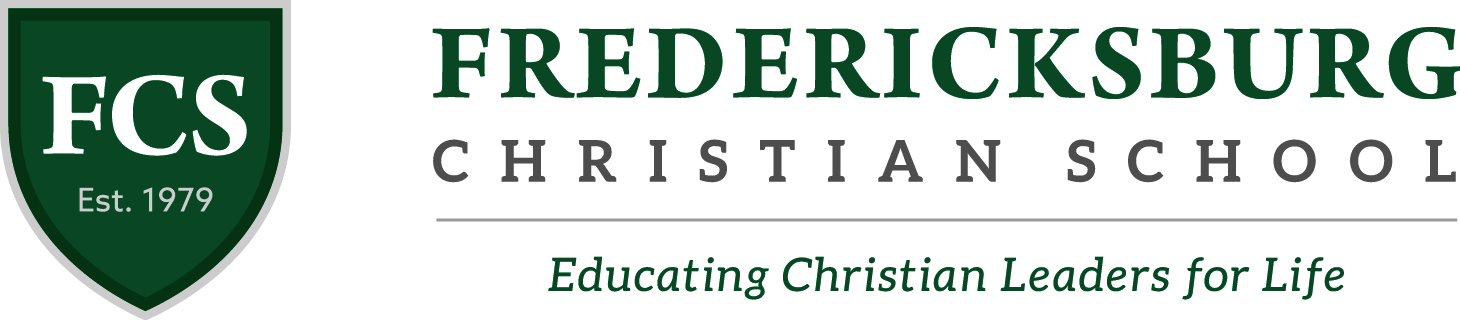 FCS
Est. 1979
FREDERICKSBURG
CHRISTIAN SCHOOL
Educating Christian Leaders for Life